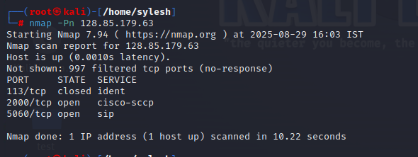 (root㉿kali)-[/home/sylesh]
# nmap -Pn 128.85.179.63
Starting Nmap 7.94 ( https://nmap.org ) at 2025-08-29 16:03 IST
Nmap scan report for 128.85.179.63
Host is up (0.0010s latency).
Not shown: 997 filtered tcp ports (no-response)
PORT     STATE  SERVICE
113/tcp  closed ident
2000/tcp open   cisco-sccp
5060/tcp open   sip
Nmap done: 1 IP address (1 host up) scanned in 10.22 seconds